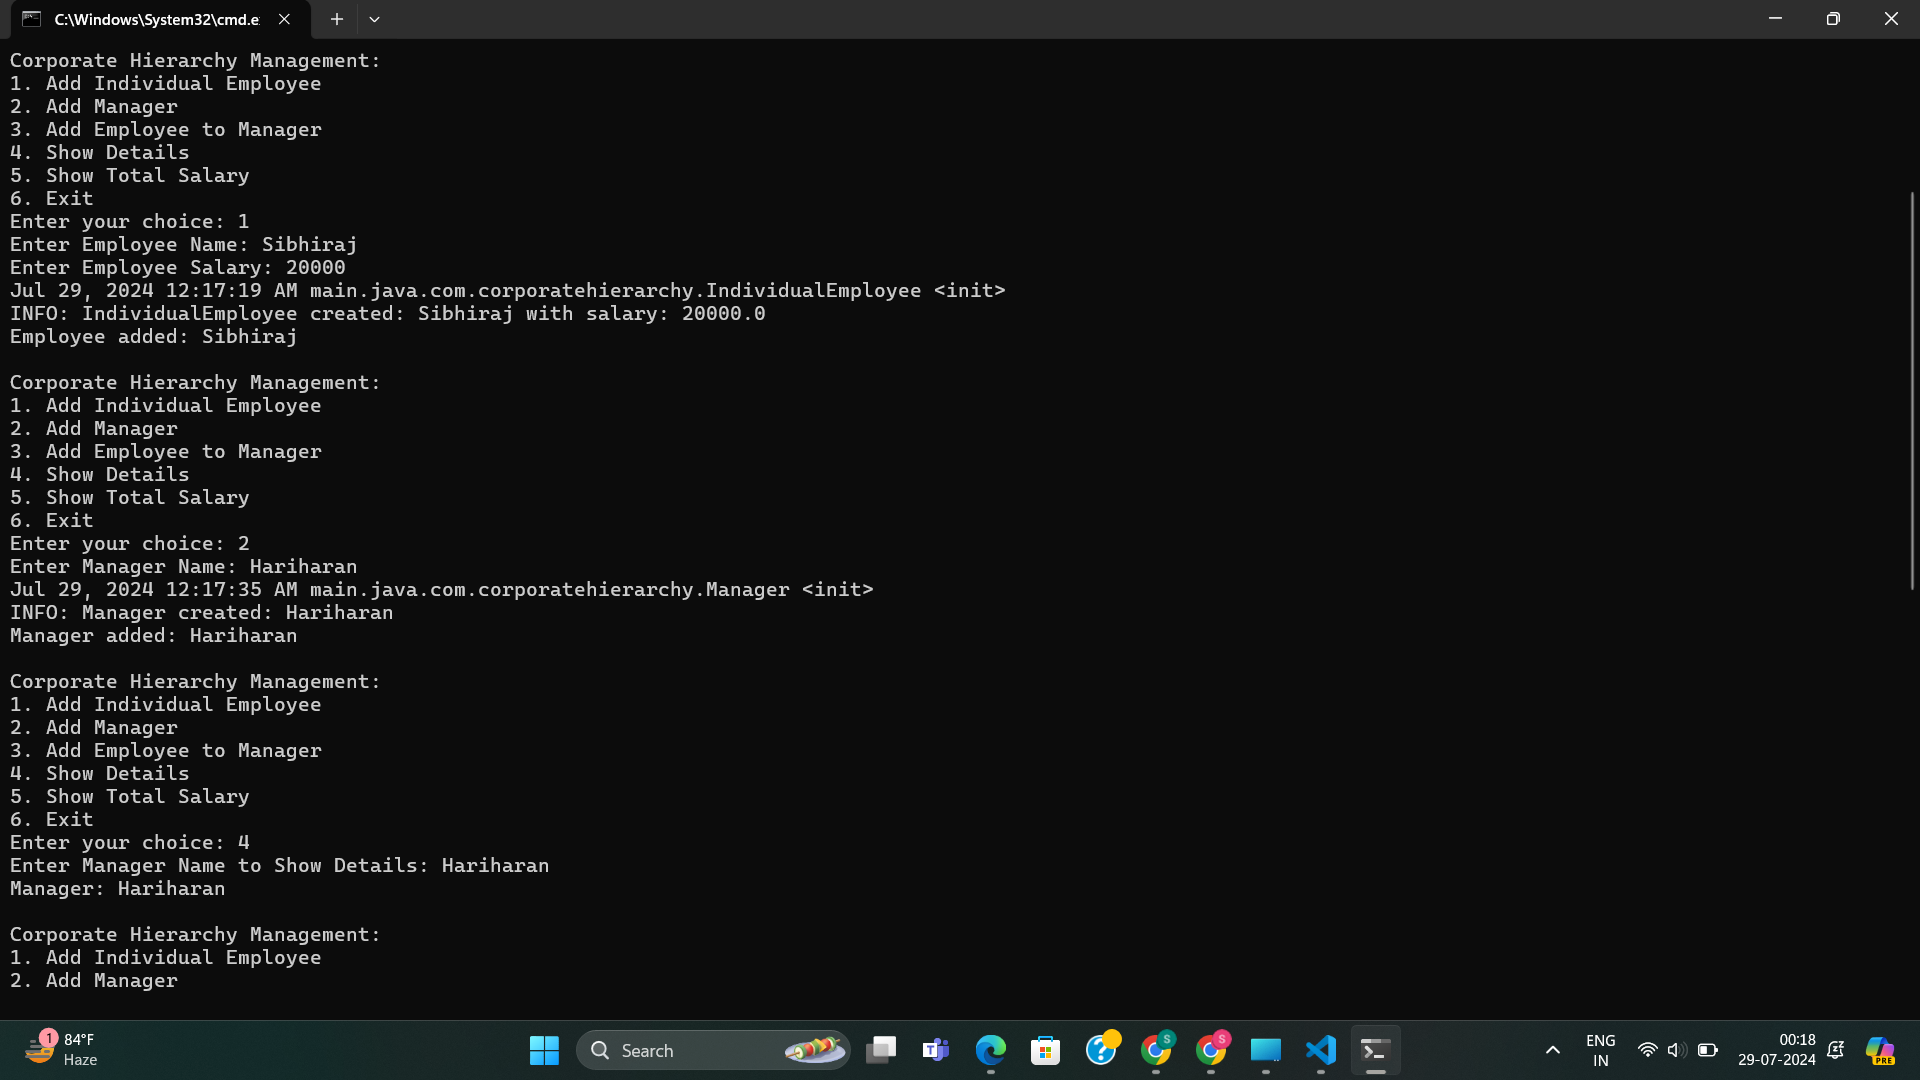 C:\Windows\System32\cmd.e
Corporate Hierarchy Management:
1. Add Individual Employee
2. Add Manager
3. Add Employee to Manager
4. Show Details
5. Show Total Salary
6. Exit
Enter your choice: 1
Enter Employee Name: Sibhiraj
Enter Employee Salary: 20000
Jul 29, 2024 12:17:19 AM main.java.com.corporatehierarchy.IndividualEmployee <init>
INFO: IndividualEmployee created: Sibhiraj with salary: 20000.0
Employee added: Sibhiraj
Corporate Hierarchy Management:
1. Add Individual Employee
2. Add Manager
3. Add Employee to Manager
4. Show Details
5. Show Total Salary
6. Exit
Enter your choice: 2
Enter Manager Name: Hariharan
Jul 29, 2024 12:17:35 AM main.java.com.corporatehierarchy.Manager <init>
INFO: Manager created: Hariharan
Manager added: Hariharan
Corporate Hierarchy Management:
1. Add Individual Employee
2. Add Manager
3. Add Employee to Manager
4. Show Details
5. Show Total Salary
6. Exit
Enter your choice: 4
Enter Manager Name to Show Details: Hariharan
Manager: Hariharan
Corporate Hierarchy Management:
1. Add Individual Employee
2. Add Manager
1
84°F
Haze
Search
T
S
S
ENG
IN
00:18
29-07-2024
PRE